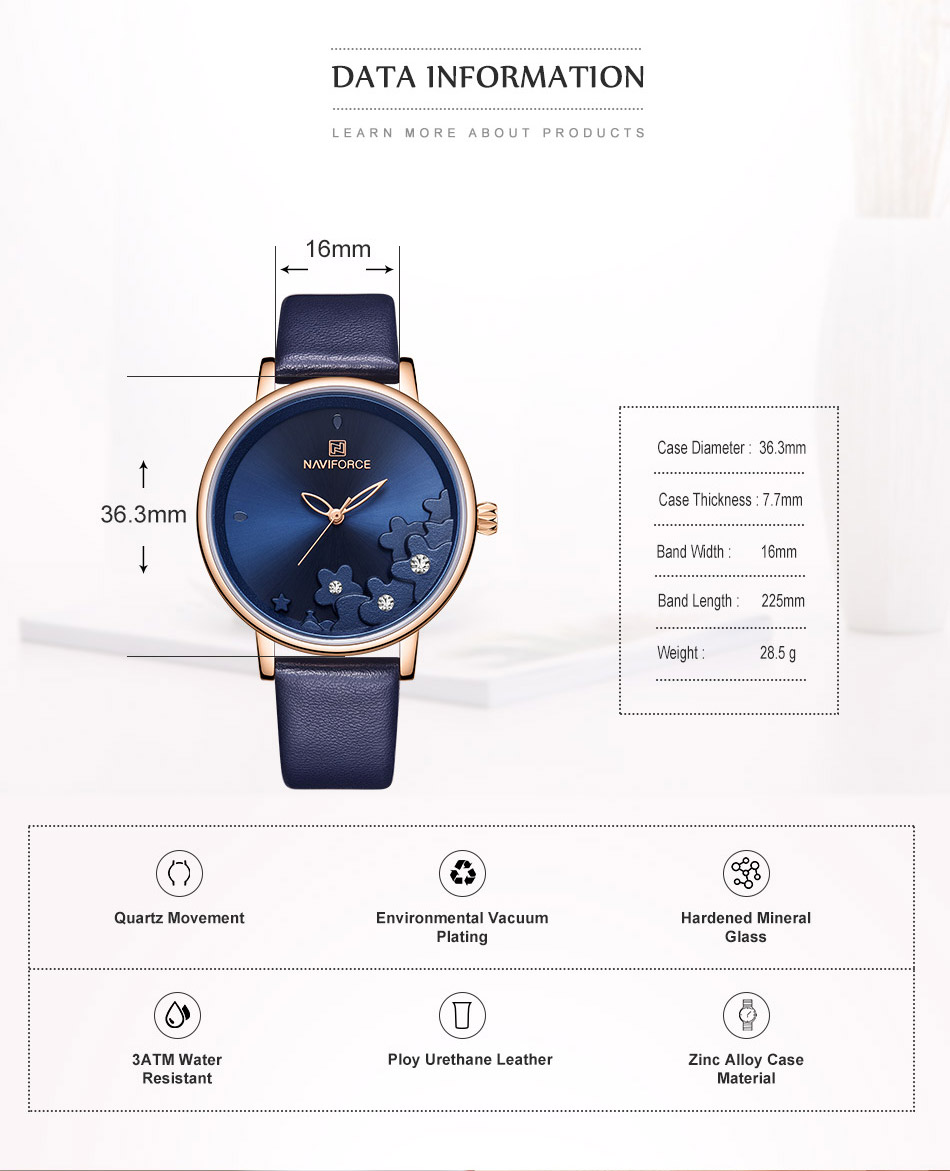 DATA INFORMATION
LEARN MORE ABOUT PRODUCTS
16mm
NAVIFORCE
36.3mm
Case Diameter : 36.3mm
Case Thickness : 7.7mm
Band Width : 16mm
Band Length : 225mm
Weight : 28.5 g
Quartz Movement
Environmental Vacuum
Plating
Hardened Mineral
Glass
3ATM Water
Resistant
Ploy Urethane Leather
Zinc Alloy Case
Material